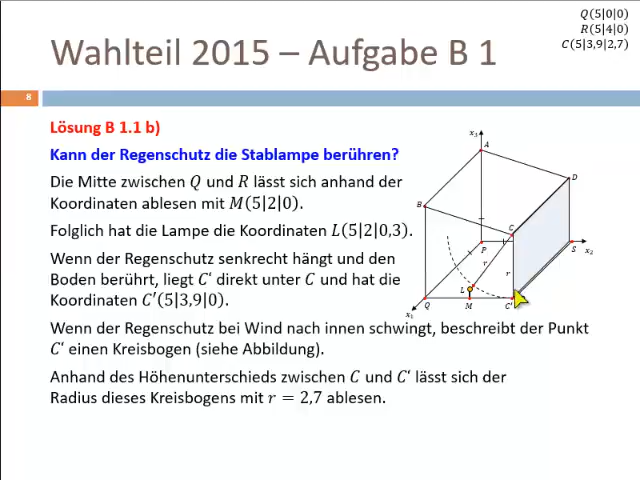 Q(5|0|0)
R(5|4|0)
C(5|3,9|2,7)
Wahlteil 2015 – Aufgabe B 1
8
Lösung B 1.1 b)
Kann der Regenschutz die Stablampe berühren?
Die Mitte zwischen Q und R lässt sich anhand der
Koordinaten ablesen mit M(5|2|0).
Folglich hat die Lampe die Koordinaten L(5|2|0,3).
Wenn der Regenschutz senkrecht hängt und den
Boden berührt, liegt C‘ direkt unter C und hat die
Koordinaten C′(5|3,9|0).
Wenn der Regenschutz bei Wind nach innen schwingt, beschreibt der Punkt
C‘ einen Kreisbogen (siehe Abbildung).
Anhand des Höhenunterschieds zwischen C und C‘ lässt sich der
Radius dieses Kreisbogens mit r = 2,7 ablesen.
x₃
A
D
B
C
P
S
x₂
r
r
L
Q
M
C‘
x₁